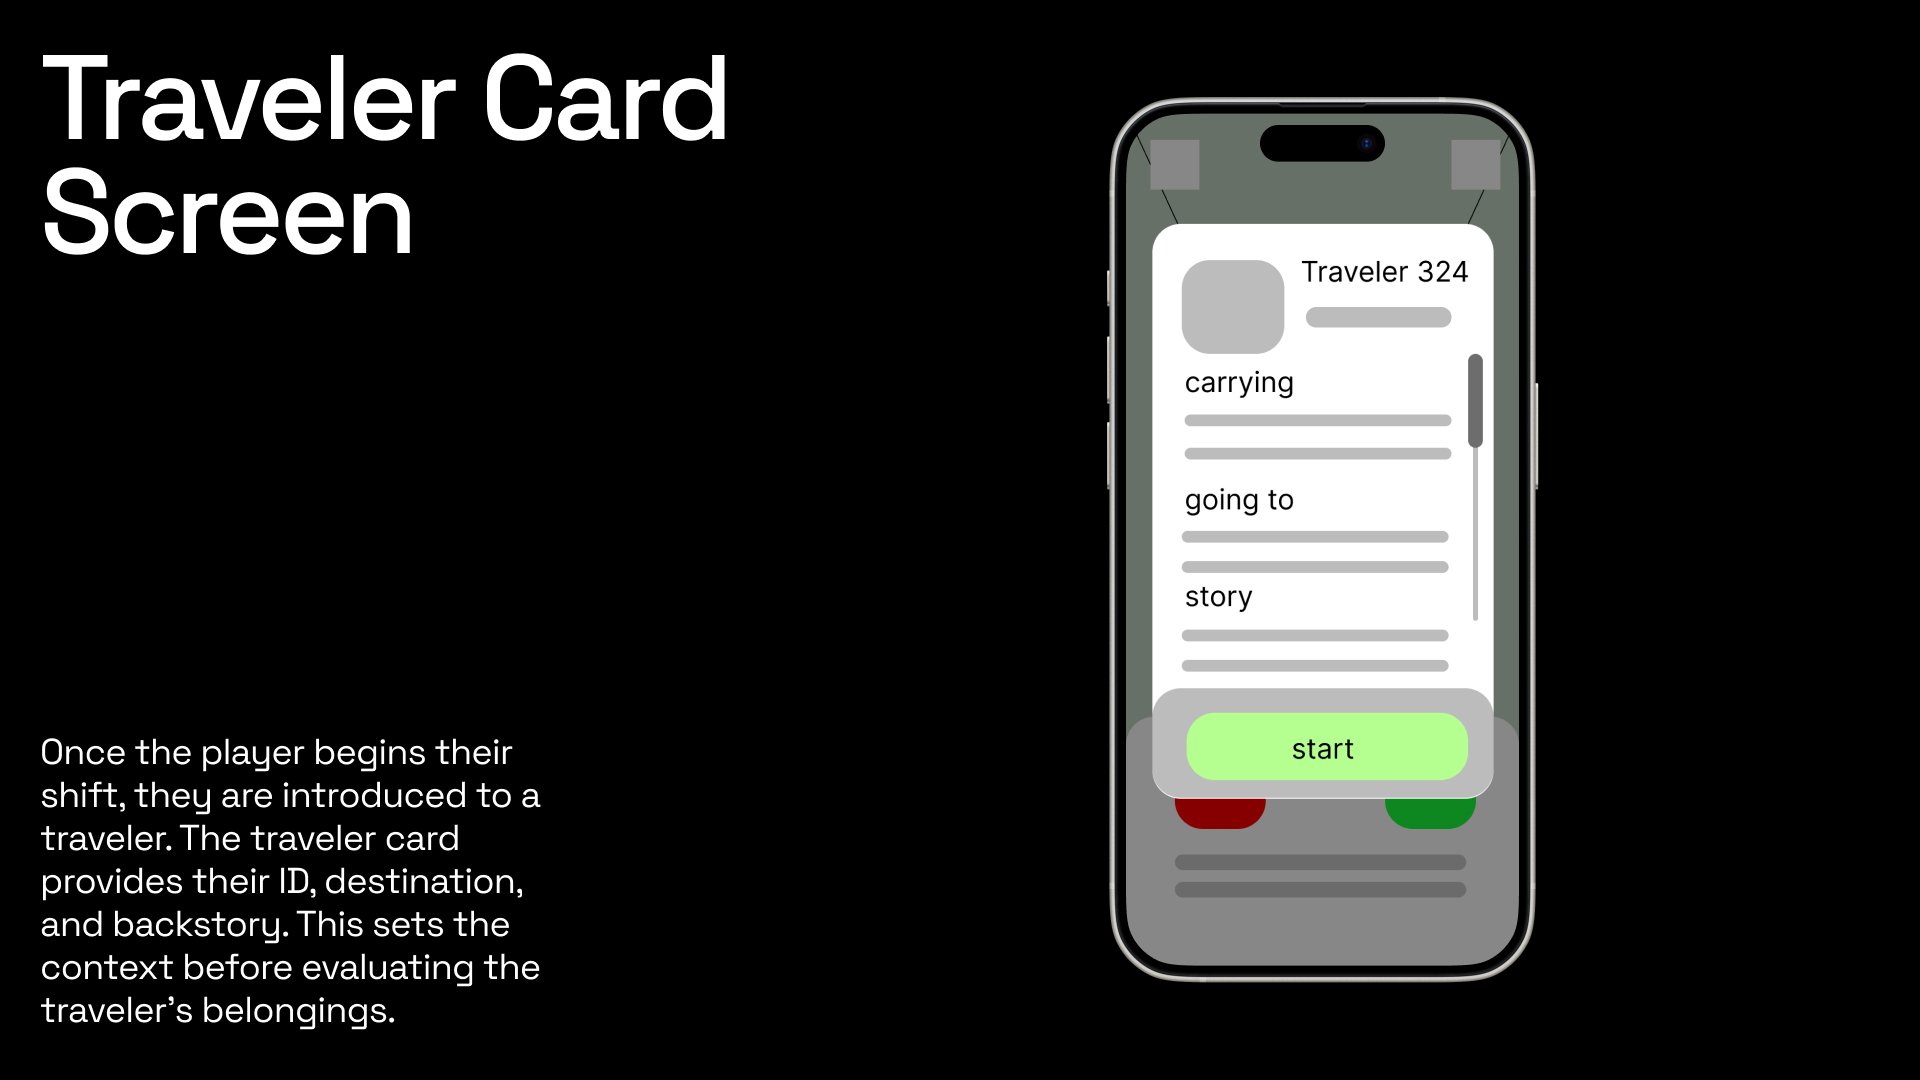 Traveler Card
Screen
Once the player begins their
shift, they are introduced to a
traveler. The traveler card
provides their ID, destination,
and backstory. This sets the
context before evaluating the
traveler’s belongings.
Traveler 324
carrying
going to
story
start